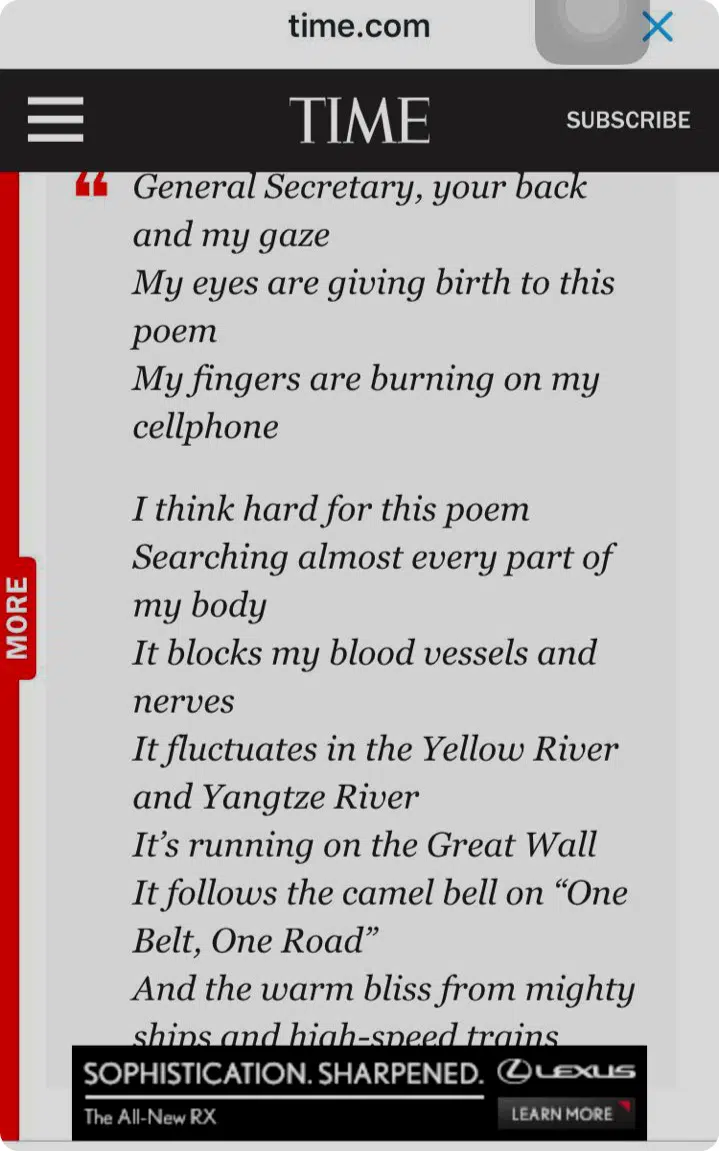 time.com
TIME
SUBSCRIBE
“ General Secretary, your back
and my gaze
My eyes are giving birth to this
poem
My fingers are burning on my
cellphone
I think hard for this poem
Searching almost every part of
my body
It blocks my blood vessels and
nerves
It fluctuates in the Yellow River
and Yangtze River
It’s running on the Great Wall
It follows the camel bell on “One
Belt, One Road”
And the warm bliss from mighty
ships and high-speed trains
MORE
SOPHISTICATION. SHARPENED.
LEXUS
The All-New RX
LEARN MORE